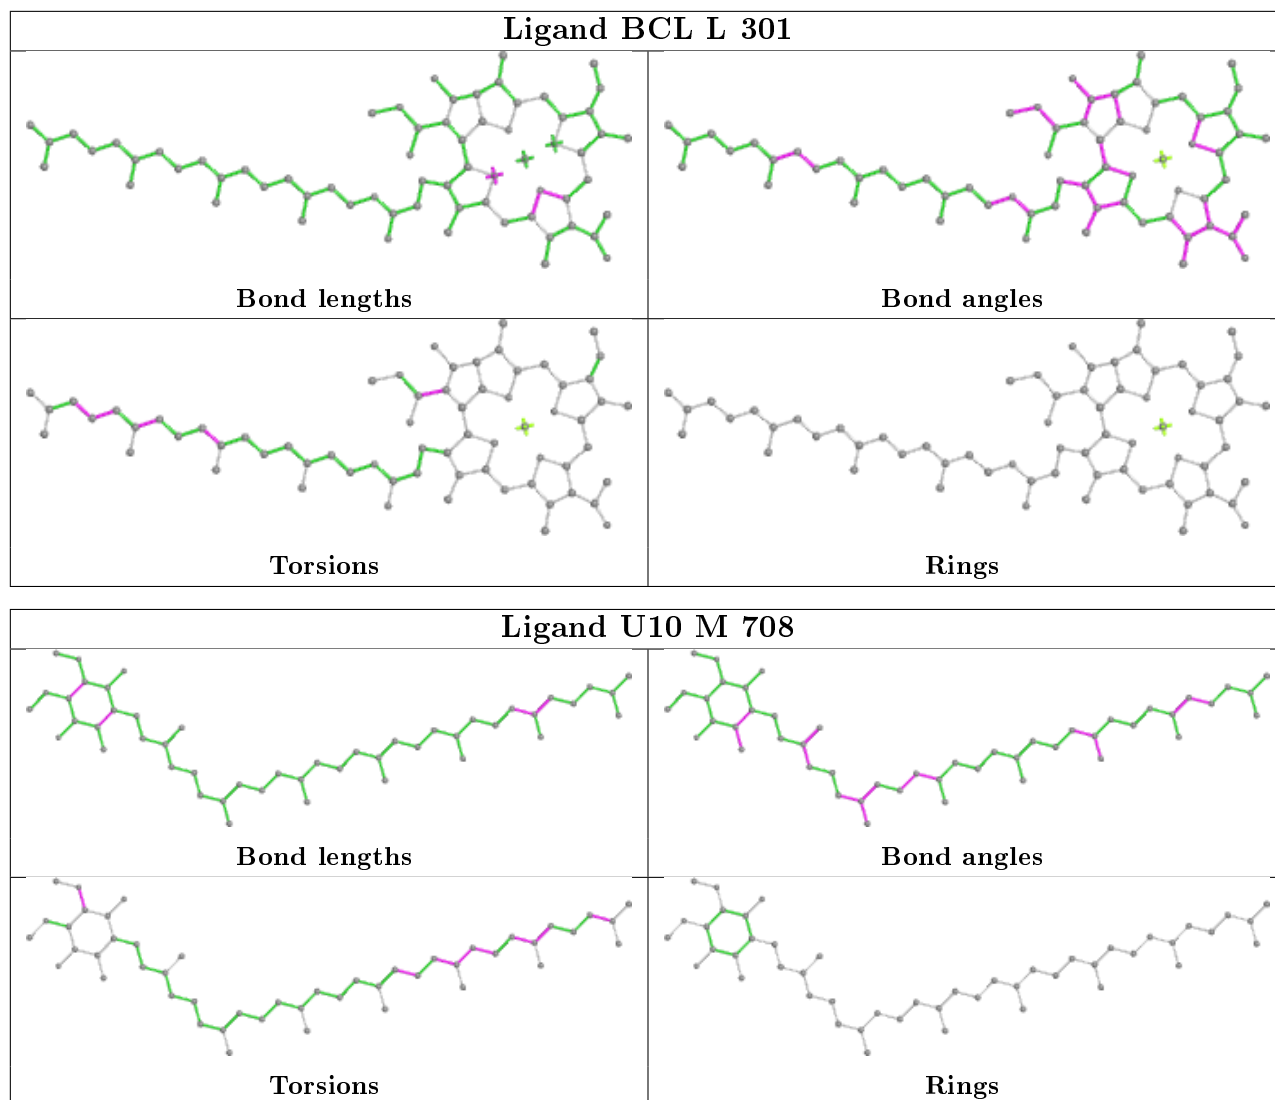 Ligand BCL L 301
Bond lengths
Bond angles
Torsions
Rings
Ligand U10 M 708
Bond lengths
Bond angles
Torsions
Rings